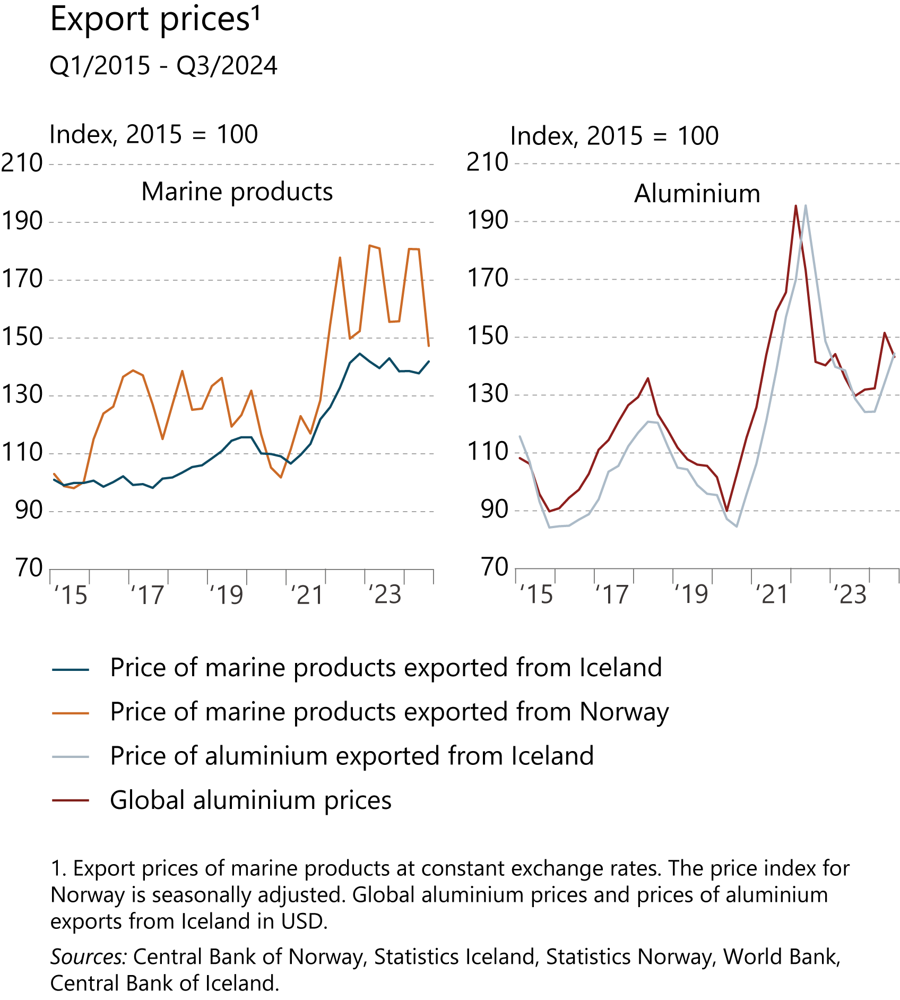 Export prices¹
Q1/2015 - Q3/2024
Index, 2015 = 100
210
Marine products
190
170
150
130
110
90
70
‘15 ‘17 ‘19 ‘21 ‘23
Index, 2015 = 100
210
Aluminium
190
170
150
130
110
90
70
‘15 ‘17 ‘19 ‘21 ‘23
Price of marine products exported from Iceland
Price of marine products exported from Norway
Price of aluminium exported from Iceland
Global aluminium prices
1. Export prices of marine products at constant exchange rates. The price index for
Norway is seasonally adjusted. Global aluminium prices and prices of aluminium
exports from Iceland in USD.
Sources: Central Bank of Norway, Statistics Iceland, Statistics Norway, World Bank,
Central Bank of Iceland.